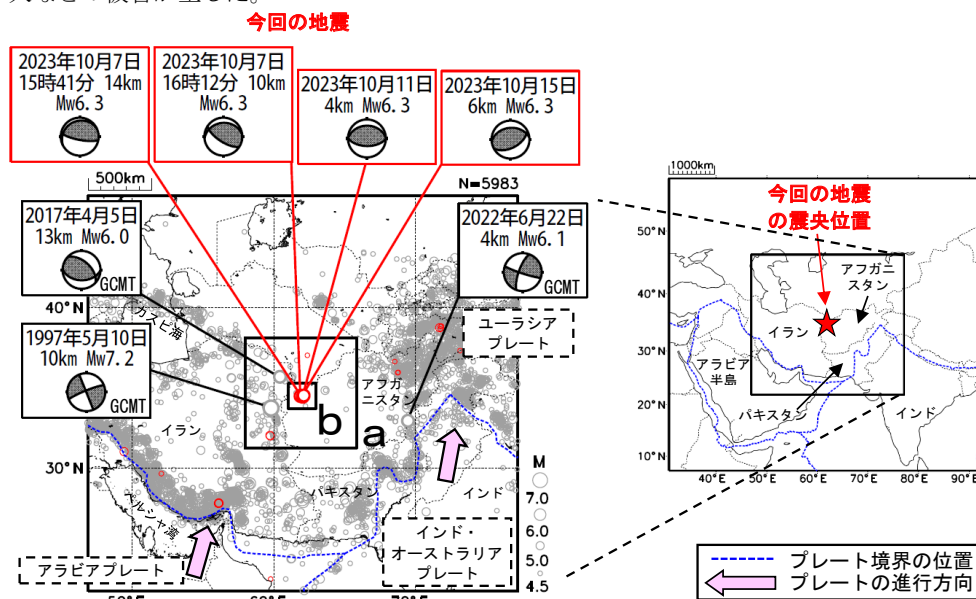 今回の地震
2023年10月7日
15時41分 14km
Mw6.3
2023年10月7日
16時12分 10km
Mw6.3
2023年10月11日
4km Mw6.3
2023年10月15日
6km Mw6.3
500km
N=5983
2017年4月5日
13km Mw6.0
GCMT
2022年6月22日
4km Mw6.1
GCMT
1997年5月10日
10km Mw7.2
GCMT
40°N
30°N
カスピ海
ユーラシア
プレート
アフガ
ニスタン
イラン
b
a
パキスタン
インド
ペルシャ湾
アラビアプレート
インド・
オーストラリア
プレート
M
7.0
6.0
5.0
4.5
1000km
今回の地震
の震央位置
50°N
40°N
30°N
20°N
10°N
アフガニ
スタン
イラン
アラビア
半島
パキスタン
インド
40°E
50°E
60°E
70°E
80°E
プレート境界の位置
プレートの進行方向